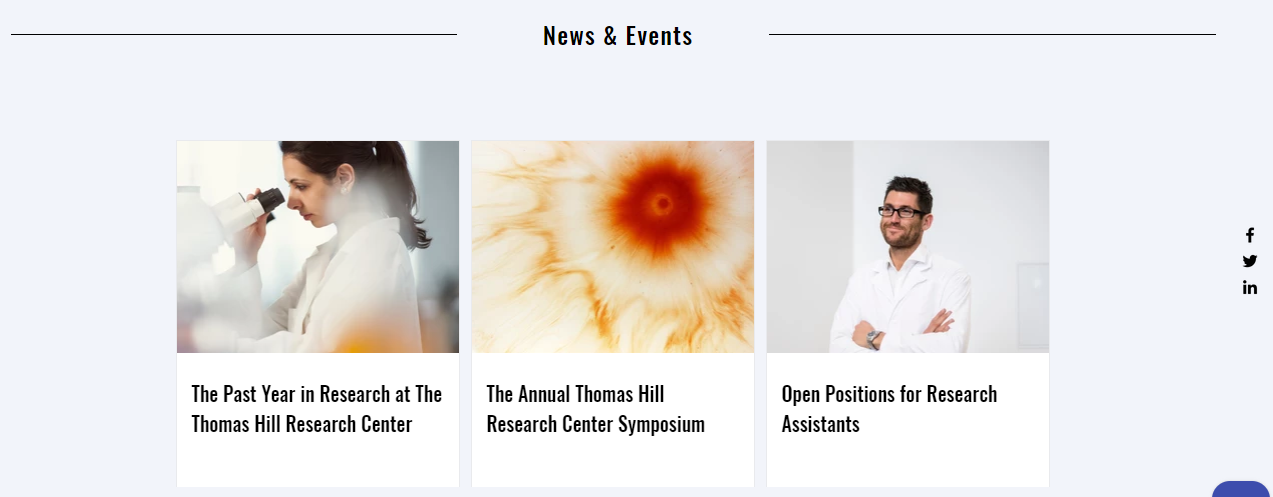 News & Events
The Past Year in Research at The
Thomas Hill Research Center
The Annual Thomas Hill
Research Center Symposium
Open Positions for Research
Assistants